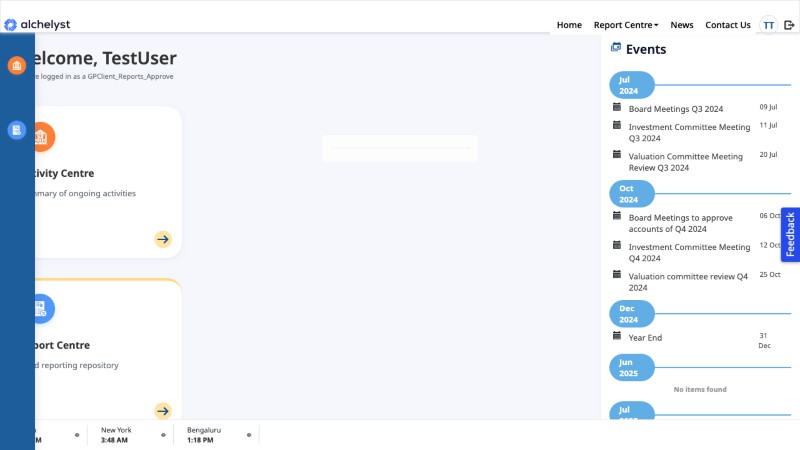 alchelyst
Home Report Centre News Contact Us TT
elcome, TestUser
re logged in as a GPClient_Reports_Approve
tivity Centre
mmary of ongoing activities
port Centre
d reporting repository
M
New York
3:48 AM
Bengaluru
1:18 PM
Events
Jul
2024
Board Meetings Q3 2024
09 Jul
Investment Committee Meeting
Q3 2024
11 Jul
Valuation Committee Meeting
Review Q3 2024
20 Jul
Oct
2024
Board Meetings to approve
accounts of Q4 2024
06 Oct
Investment Committee Meeting
Q4 2024
12 Oct
Valuation committee review Q4
2024
25 Oct
Dec
2024
Year End
31
Dec
Jun
2025
No items found
Jul
Feedback